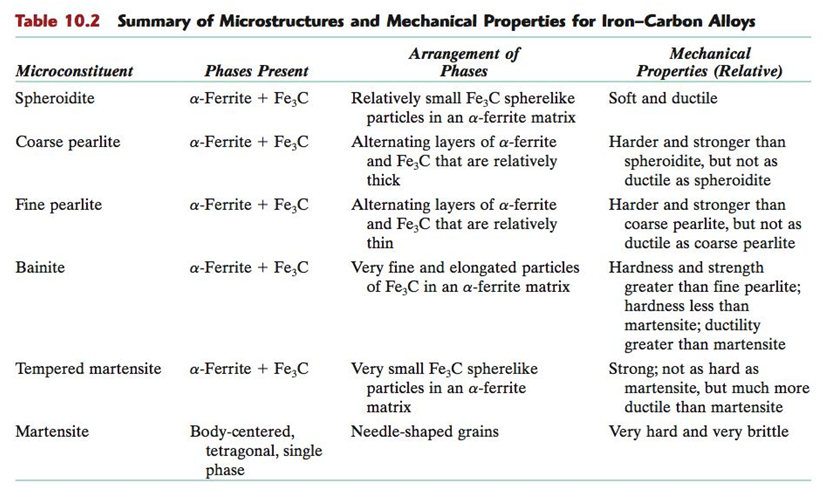 Table 10.2 Summary of Microstructures and Mechanical Properties for Iron–Carbon Alloys
Microconstituent
Phases Present
Arrangement of
Phases
Mechanical
Properties (Relative)
Spheroidite
α-Ferrite + Fe₃C
Relatively small Fe₃C spherelike
particles in an α-ferrite matrix
Soft and ductile
Coarse pearlite
α-Ferrite + Fe₃C
Alternating layers of α-ferrite
and Fe₃C that are relatively
thick
Harder and stronger than
spheroidite, but not as
ductile as spheroidite
Fine pearlite
α-Ferrite + Fe₃C
Alternating layers of α-ferrite
and Fe₃C that are relatively
thin
Harder and stronger than
coarse pearlite, but not as
ductile as coarse pearlite
Bainite
α-Ferrite + Fe₃C
Very fine and elongated particles
of Fe₃C in an α-ferrite matrix
Hardness and strength
greater than fine pearlite;
hardness less than
martensite; ductility
greater than martensite
Tempered martensite
α-Ferrite + Fe₃C
Very small Fe₃C spherelike
particles in an α-ferrite
matrix
Strong; not as hard as
martensite, but much more
ductile than martensite
Martensite
Body-centered,
tetragonal, single
phase
Needle-shaped grains
Very hard and very brittle